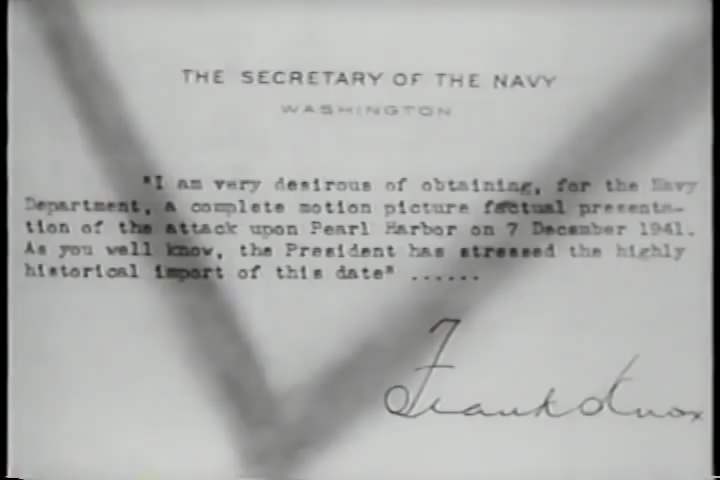 THE SECRETARY OF THE NAVY
WASHINGTON
"I am very desirous of obtaining, for the Navy
Department, a complete motion picture factual presenta-
tion of the attack upon Pearl Harbor on 7 December 1941.
As you well know, the President has stressed the highly
historical import of this date" ......
Frank Knox